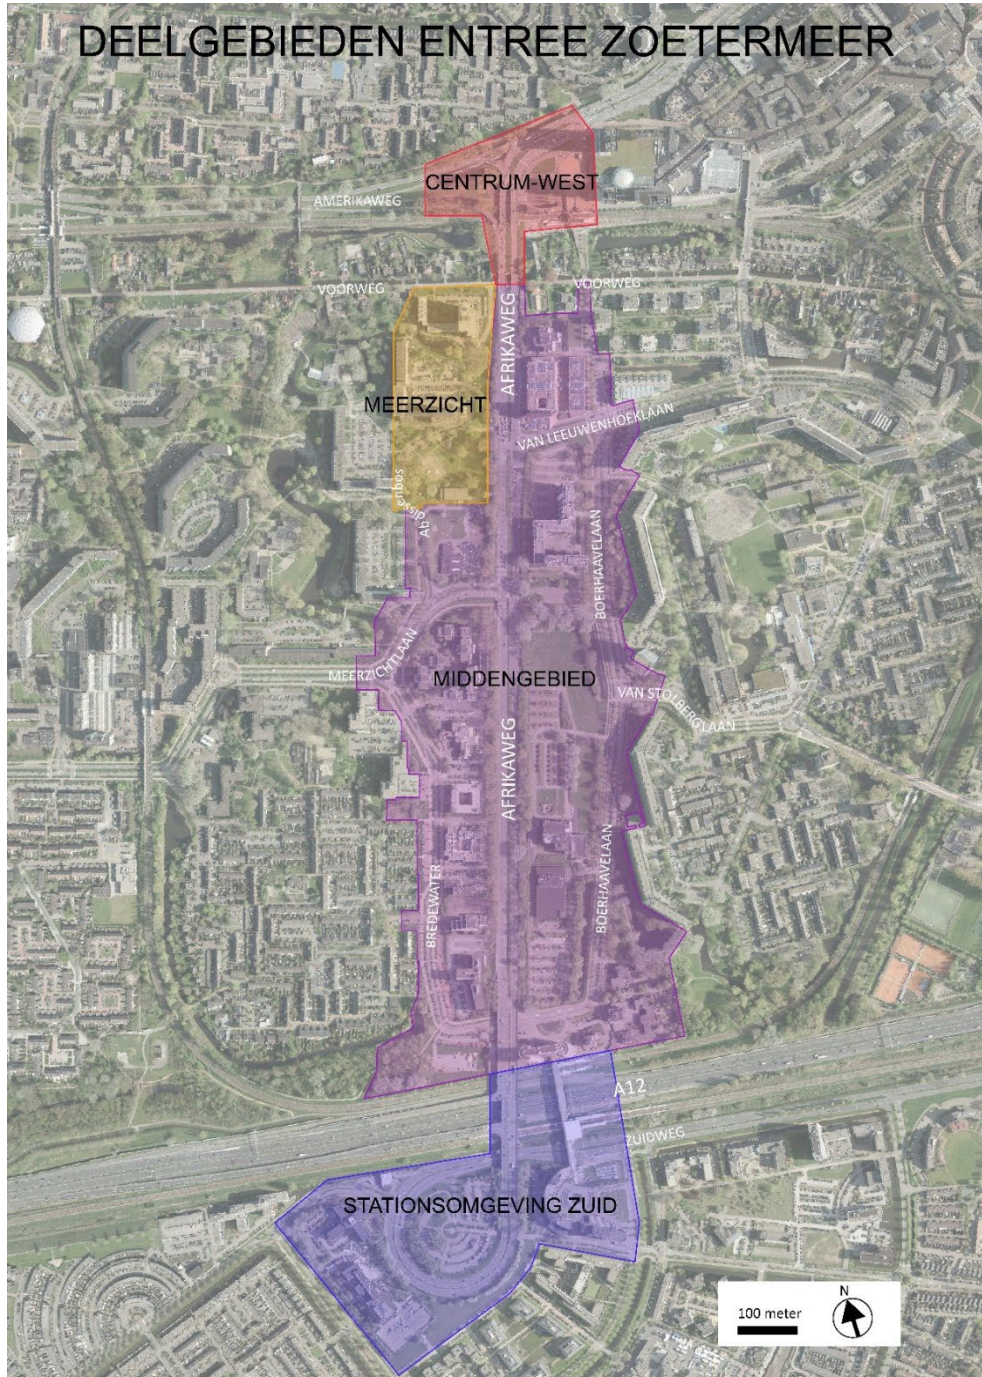 DEELGEBIEDEN ENTREE ZOETERMEER
CENTRUM-WEST
AMERIKAWEG
VOORWEG
VOORWEG
AFRIKAWEG
MEERZICHT
VAN LEEUWENHOEKLAAN
Abdissenbos
BOERHAAVELAAN
MEERZICHTLAAN
MIDDENGEBIED
VAN STOLBERGLAAN
AFRIKAWEG
BREDEWATER
BOERHAAVELAAN
A12
ZUIDWEG
STATIONSOMGEVING ZUID
N
100 meter